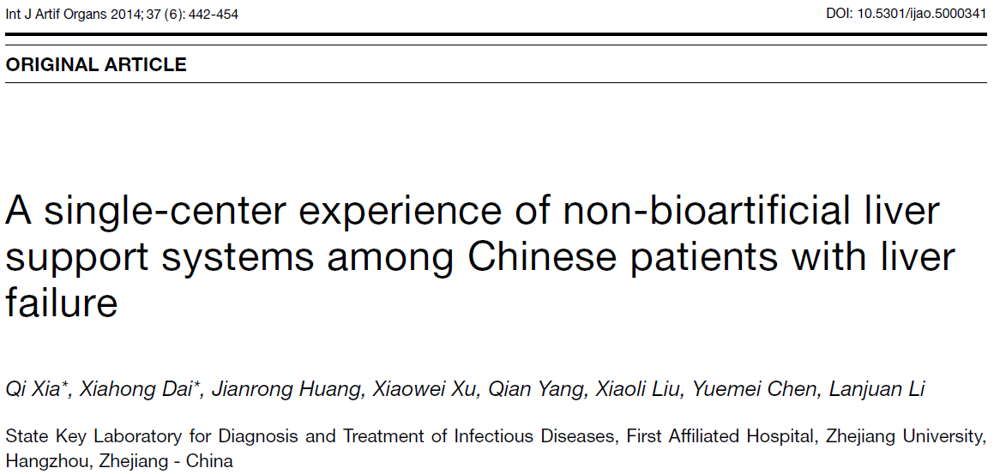 Int J Artif Organs 2014; 37 (6): 442-454
DOI: 10.5301/ijao.5000341
ORIGINAL ARTICLE
A single-center experience of non-bioartificial liver
support systems among Chinese patients with liver
failure
Qi Xia*, Xiahong Dai*, Jianrong Huang, Xiaowei Xu, Qian Yang, Xiaoli Liu, Yuemei Chen, Lanjuan Li
State Key Laboratory for Diagnosis and Treatment of Infectious Diseases, First Affiliated Hospital, Zhejiang University,
Hangzhou, Zhejiang - China